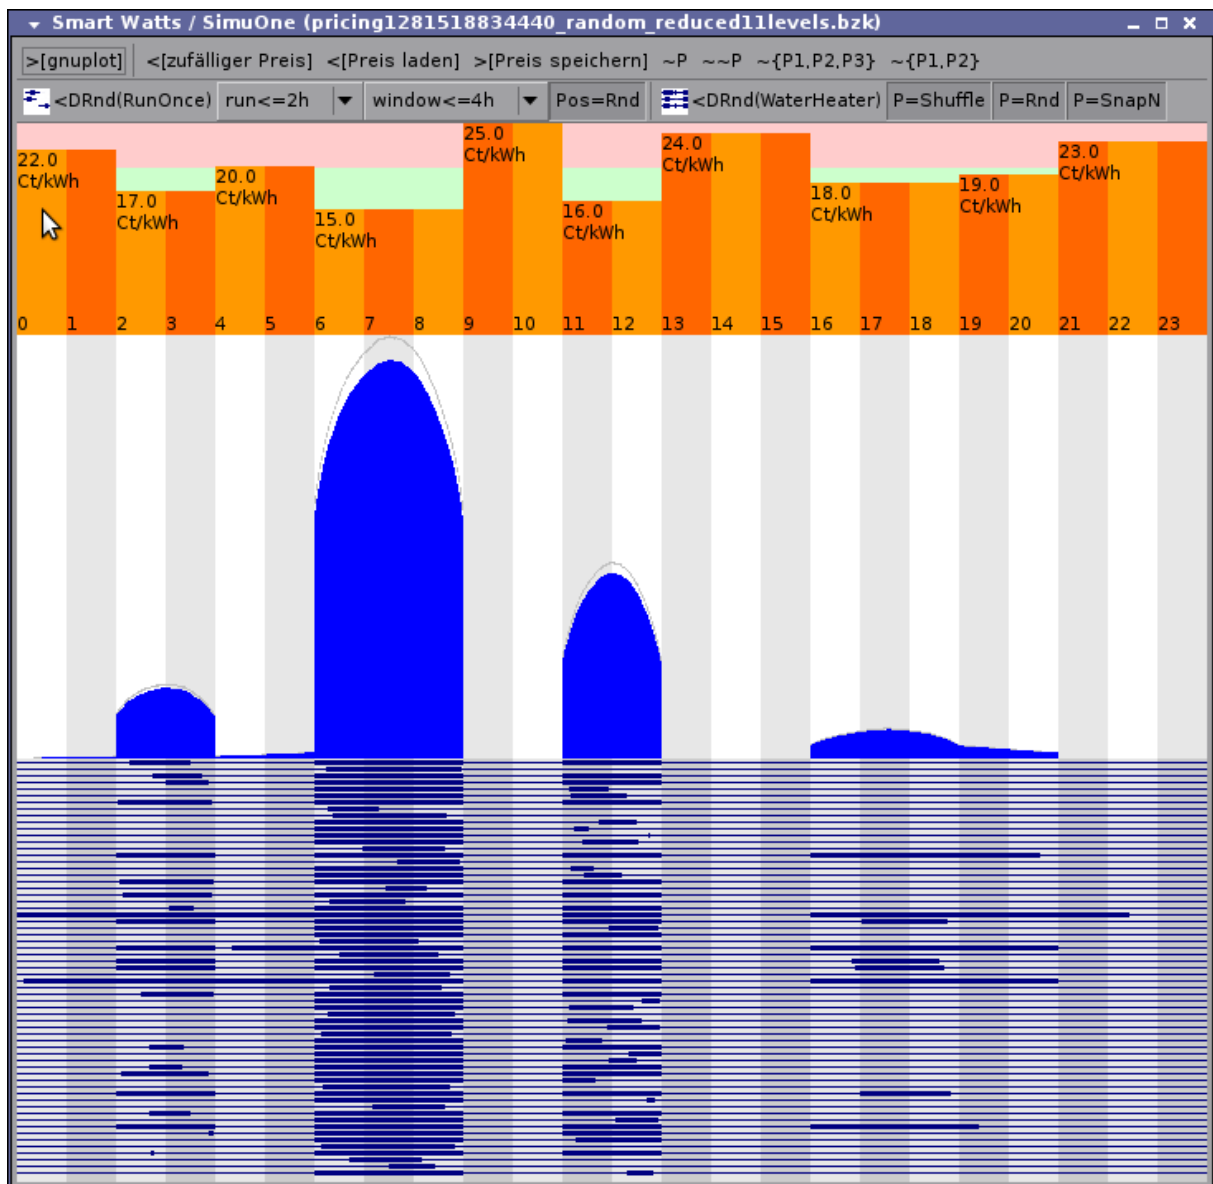 Smart Watts / SimuOne (pricing1281518834440_random_reduced11levels.bzk)
>[gnuplot] <[zufälliger Preis] <[Preis laden] >[Preis speichern] ~P ~~P ~{P1,P2,P3} ~{P1,P2}
<DRnd(RunOnce) run<=2h window<=4h Pos=Rnd <DRnd(WaterHeater) P=Shuffle P=Rnd P=SnapN
22.0
Ct/kWh
17.0
Ct/kWh
20.0
Ct/kWh
15.0
Ct/kWh
25.0
Ct/kWh
16.0
Ct/kWh
24.0
Ct/kWh
18.0
Ct/kWh
19.0
Ct/kWh
23.0
Ct/kWh
0 1 2 3 4 5 6 7 8 9 10 11 12 13 14 15 16 17 18 19 20 21 22 23